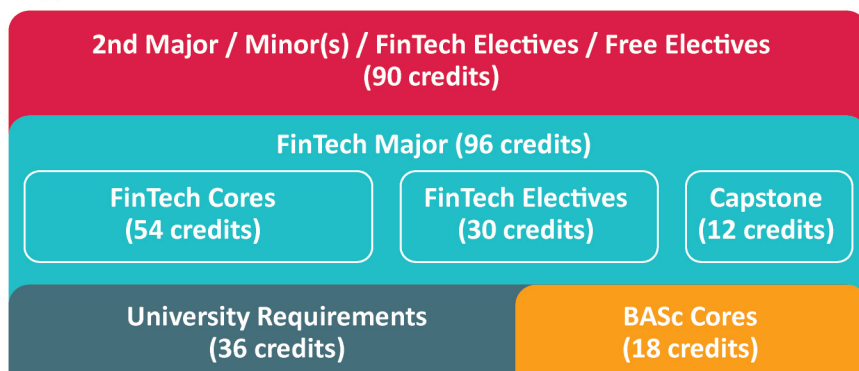 2nd Major / Minor(s) / FinTech Electives / Free Electives
(90 credits)
FinTech Major (96 credits)
FinTech Cores
(54 credits)
FinTech Electives
(30 credits)
Capstone
(12 credits)
University Requirements
(36 credits)
BASc Cores
(18 credits)